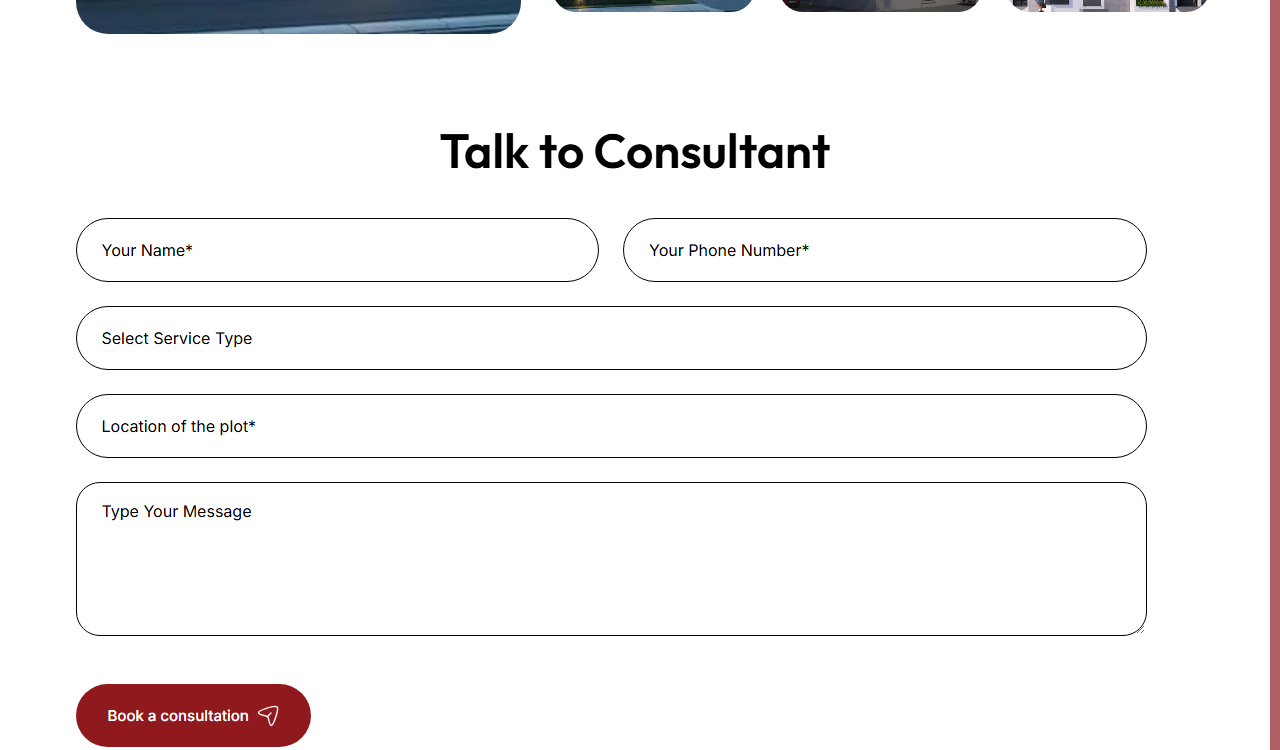 Talk to Consultant
Your Name*
Your Phone Number*
Select Service Type
Location of the plot*
Type Your Message
Book a consultation